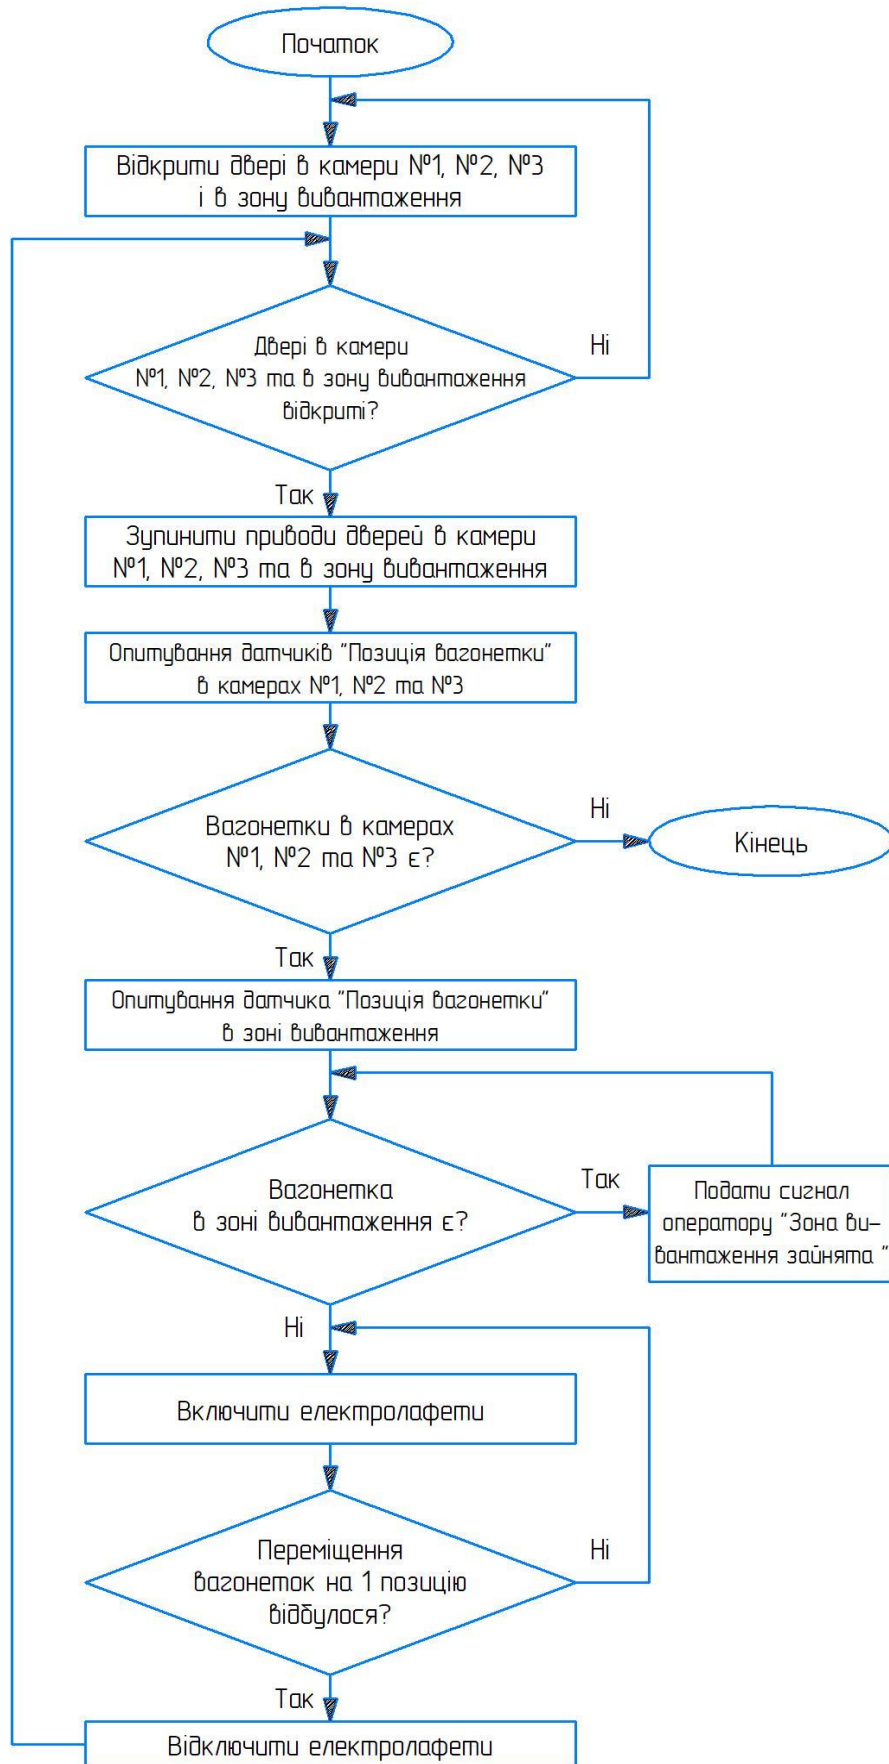 Початок
Відкрити двері в камери №1, №2, №3
і в зону вивантаження
Двері в камери
№1, №2, №3 та в зону вивантаження
відкриті?
Ні
Так
Зупинити приводи дверей в камери
№1, №2, №3 та в зону вивантаження
Опитування датчиків "Позиція вагонетки"
в камерах №1, №2 та №3
Вагонетки в камерах
№1, №2 та №3 є?
Ні
Кінець
Так
Опитування датчика "Позиція вагонетки"
в зоні вивантаження
Вагонетка
в зоні вивантаження є?
Так
Подати сигнал
оператору "Зона ви-
вантаження зайнята "
Ні
Включити електролафети
Переміщення
вагонеток на 1 позицію
відбулося?
Ні
Так
Відключити електролафети